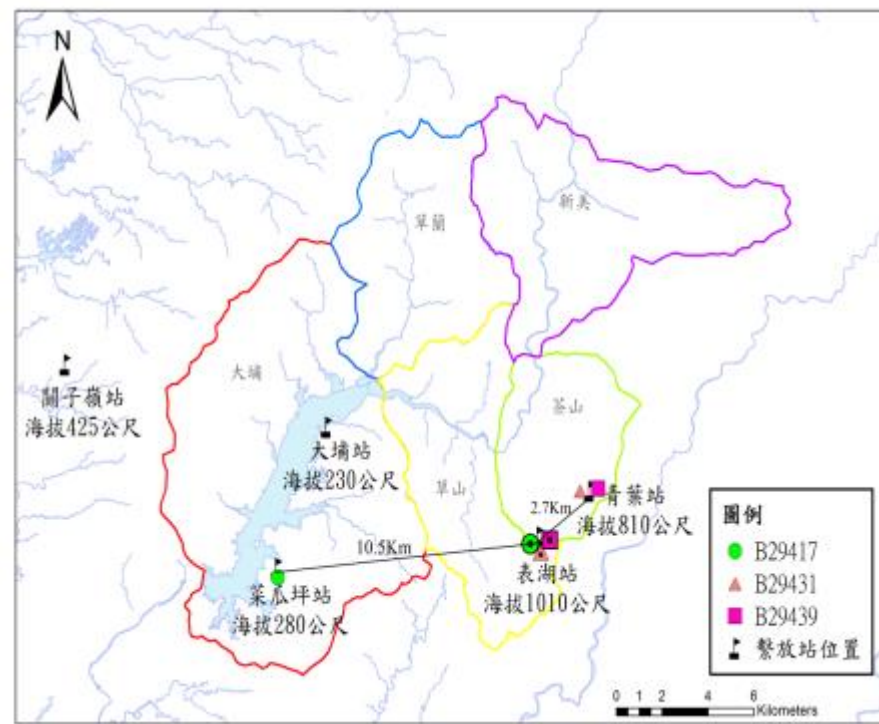 N
新美
草蘭
大埔
關子嶺站
海拔425公尺
茶山
大埔站
海拔230公尺
草山
2.7Km
青葉站
海拔810公尺
10.5Km
表湖站
海拔1010公尺
菜瓜坪站
海拔280公尺
圖例
B29417
B29431
B29439
繫放站位置
0 1 2 4 6
Kilometers